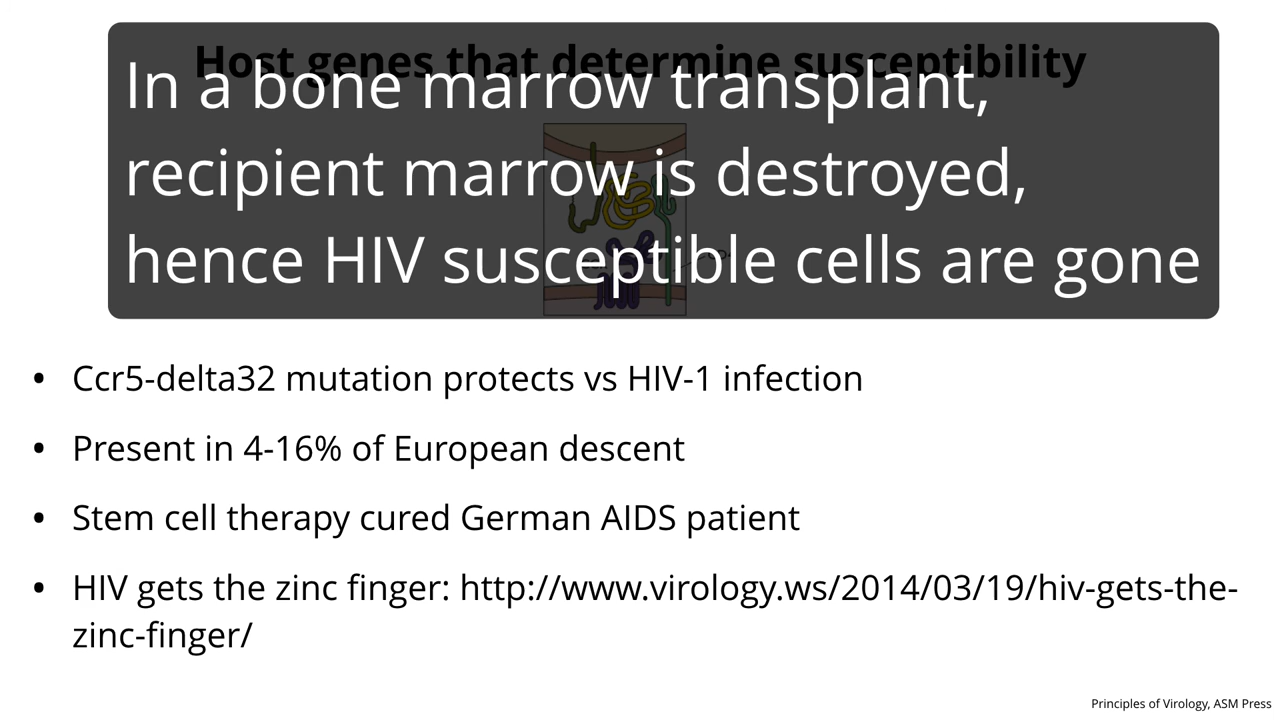 Host genes that determine susceptibility
In a bone marrow transplant,
recipient marrow is destroyed,
hence HIV susceptible cells are gone
• Ccr5-delta32 mutation protects vs HIV-1 infection
• Present in 4-16% of European descent
• Stem cell therapy cured German AIDS patient
• HIV gets the zinc finger: http://www.virology.ws/2014/03/19/hiv-gets-the-
zinc-finger/
Principles of Virology, ASM Press